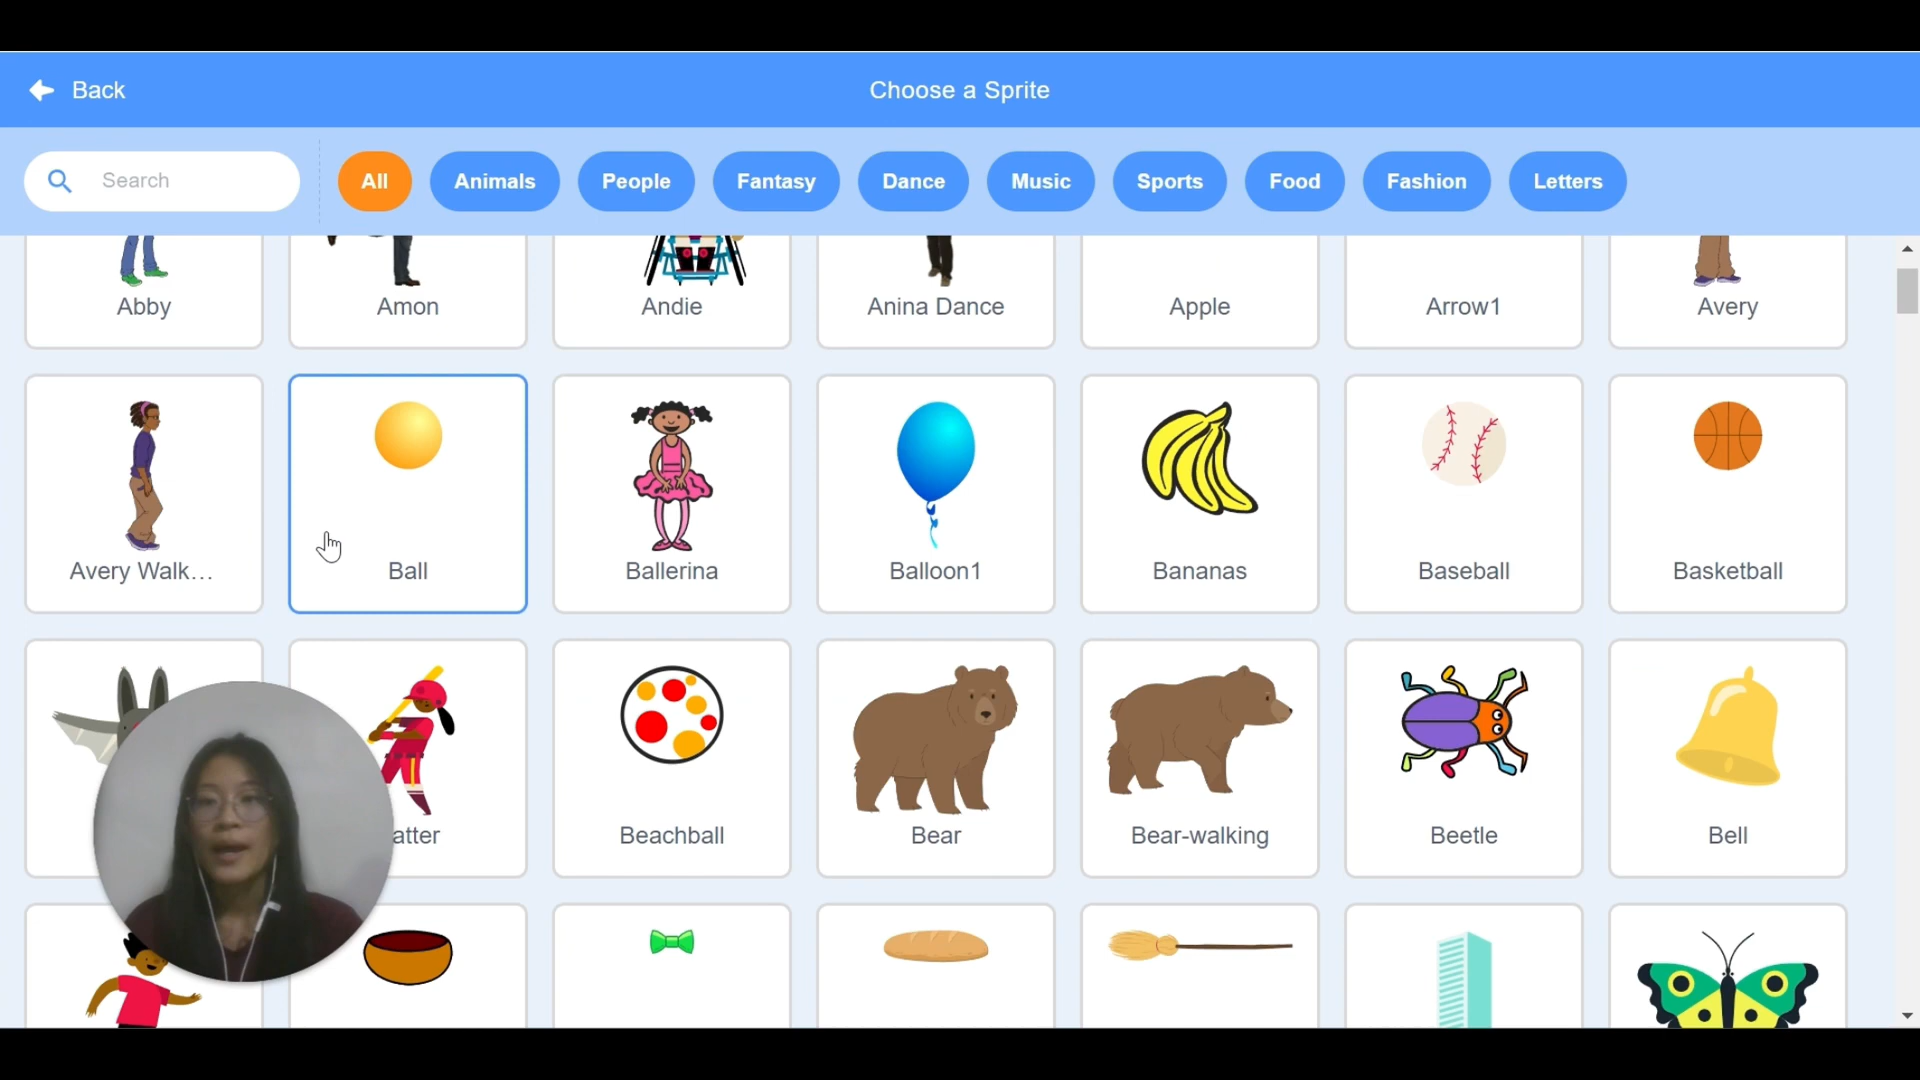 Back
Choose a Sprite
Search
All
Animals
People
Fantasy
Dance
Music
Sports
Food
Fashion
Letters
Abby
Amon
Andie
Anina Dance
Apple
Arrow1
Avery
Avery Walk...
Ball
Ballerina
Balloon1
Bananas
Baseball
Basketball
atter
Beachball
Bear
Bear-walking
Beetle
Bell